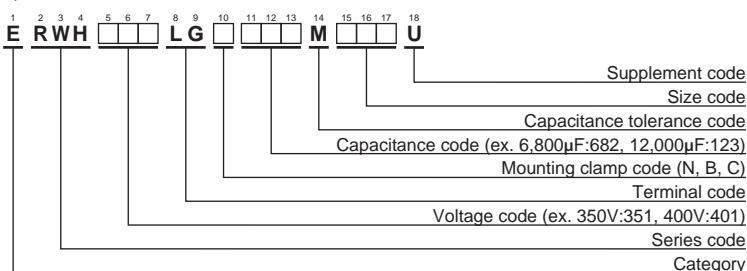 1 2 3 4 5 6 7 8 9 10 11 12 13 14 15 16 17 18
E RWH □□□ LG □ □□□ M □□□ U
Supplement code
Size code
Capacitance tolerance code
Capacitance code (ex. 6,800µF:682, 12,000µF:123)
Mounting clamp code (N, B, C)
Terminal code
Voltage code (ex. 350V:351, 400V:401)
Series code
Category